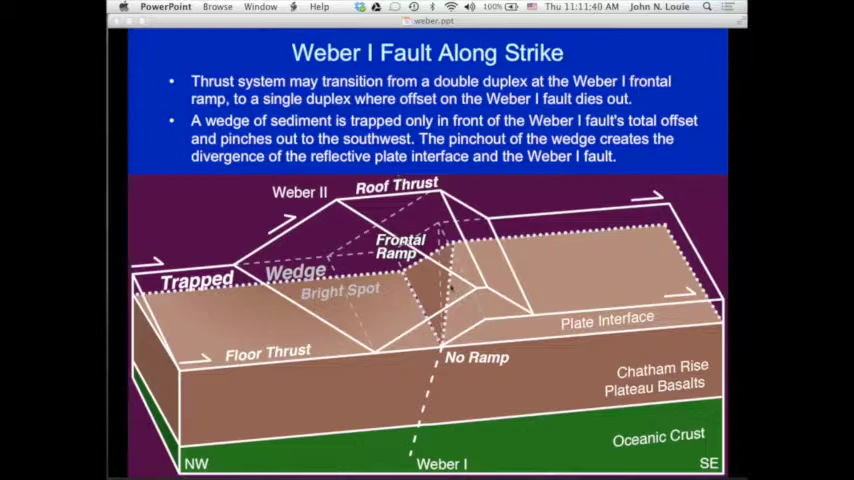 PowerPoint Browse Window Help 100% Thu 11:11:40 AM John N. Louie
weber.ppt
Weber I Fault Along Strike
• Thrust system may transition from a double duplex at the Weber I frontal
ramp, to a single duplex where offset on the Weber I fault dies out.
• A wedge of sediment is trapped only in front of the Weber I fault's total offset
and pinches out to the southwest. The pinchout of the wedge creates the
divergence of the reflective plate interface and the Weber I fault.
Weber II
Roof Thrust
Frontal
Ramp
Trapped Wedge
Bright Spot
Plate Interface
Floor Thrust
No Ramp
Chatham Rise
Plateau Basalts
Oceanic Crust
NW
Weber I
SE